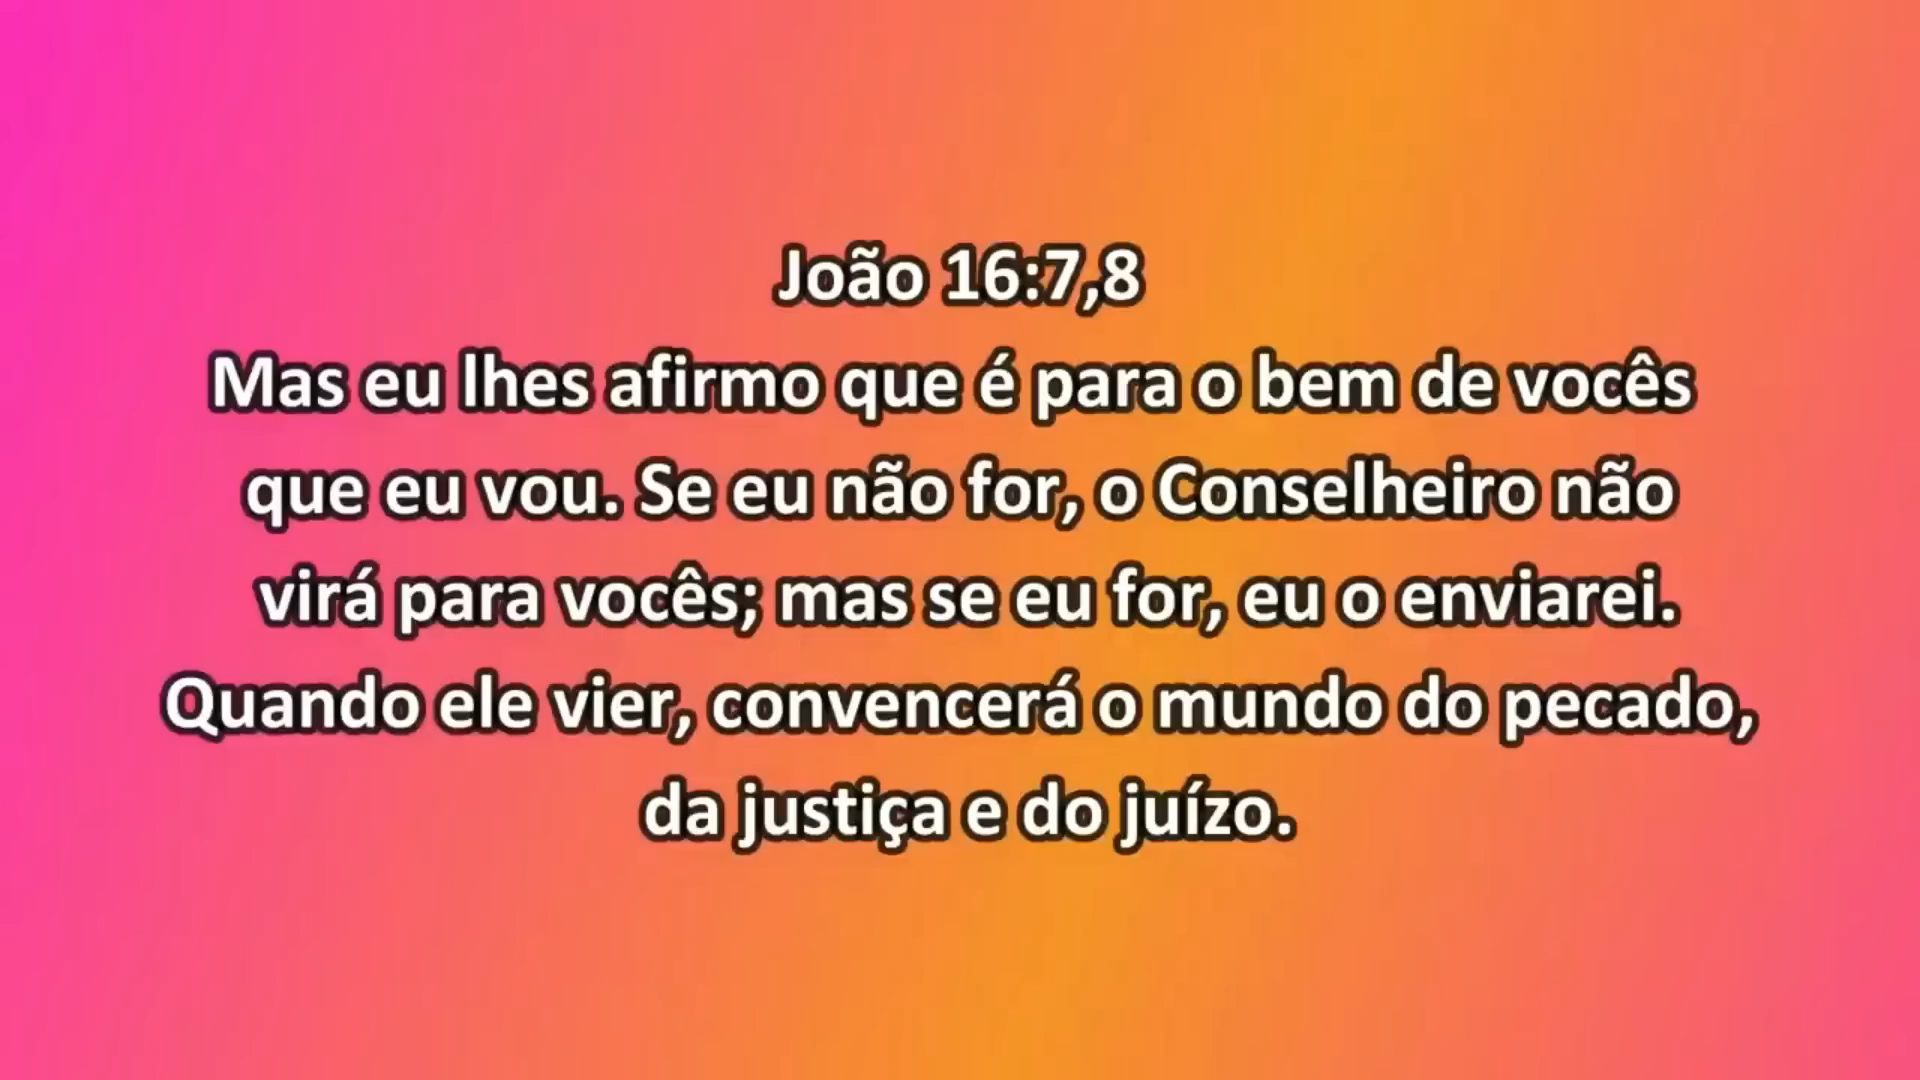 João 16:7,8
Mas eu lhes afirmo que é para o bem de vocês
que eu vou. Se eu não for, o Conselheiro não
virá para vocês; mas se eu for, eu o enviarei.
Quando ele vier, convencerá o mundo do pecado,
da justiça e do juízo.